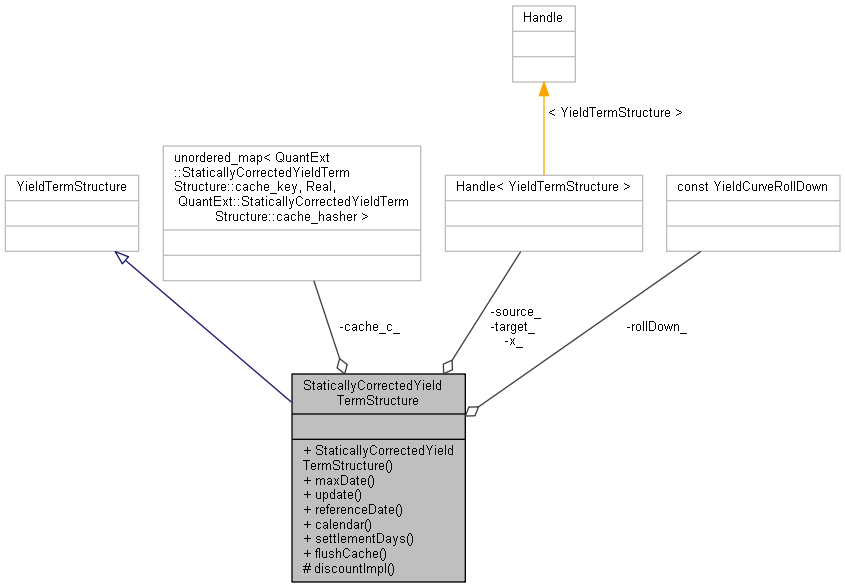 Handle
< YieldTermStructure >
unordered_map< QuantExt
::StaticallyCorrectedYieldTerm
Structure::cache_key, Real,
QuantExt::StaticallyCorrectedYieldTerm
Structure::cache_hasher >
YieldTermStructure
Handle< YieldTermStructure >
const YieldCurveRollDown
-cache_c_
-source_
-target_
-x_
-rollDown_
StaticallyCorrectedYield
TermStructure
+ StaticallyCorrectedYield
TermStructure()
+ maxDate()
+ update()
+ referenceDate()
+ calendar()
+ settlementDays()
+ flushCache()
# discountImpl()